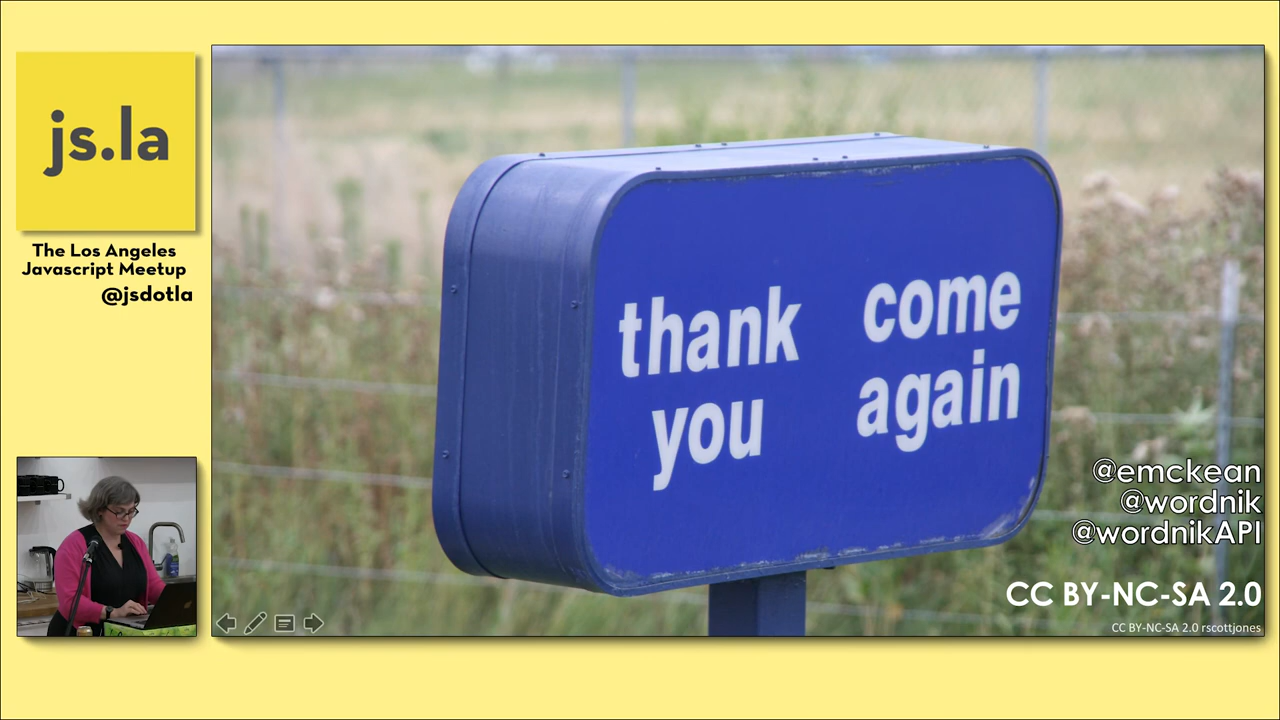 js.la
The Los Angeles
Javascript Meetup
@jsdotla
thank come
you again
@emckean
@wordnik
@wordnikAPI
CC BY-NC-SA 2.0
CC BY-NC-SA 2.0 rscottjones